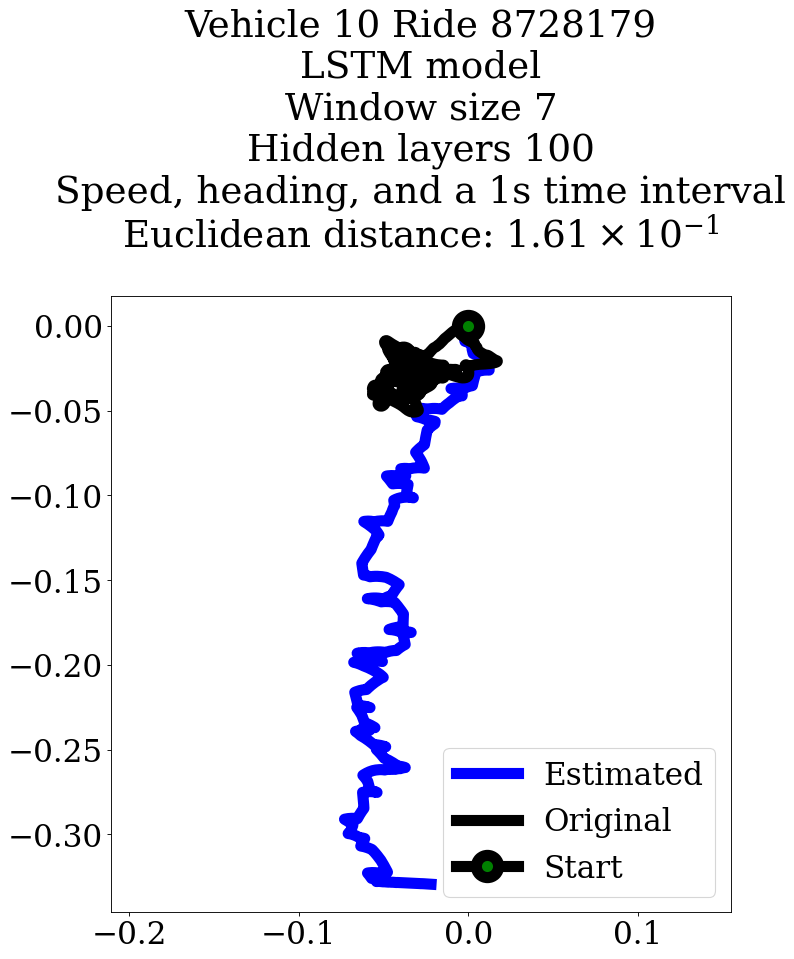 Vehicle 10 Ride 8728179
LSTM model
Window size 7
Hidden layers 100
Speed, heading, and a 1s time interval
Euclidean distance: 1.61 × 10⁻¹
0.00
−0.05
−0.10
−0.15
−0.20
−0.25
−0.30
Estimated
Original
Start
−0.2
−0.1
0.0
0.1